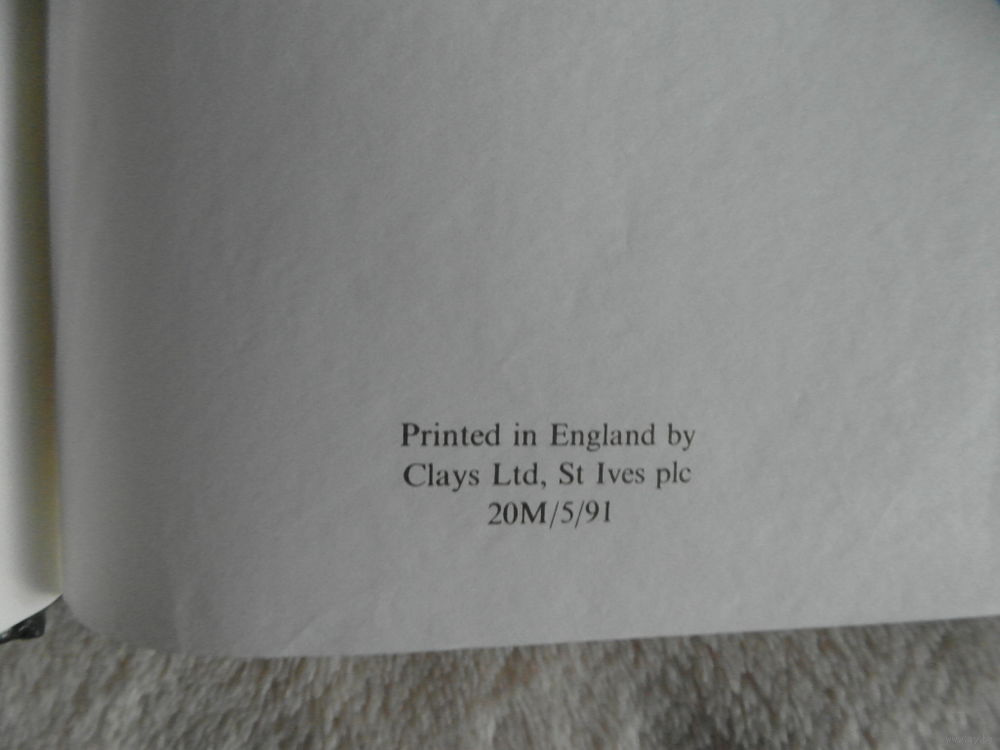 Printed in England by
Clays Ltd, St Ives plc
20M/5/91